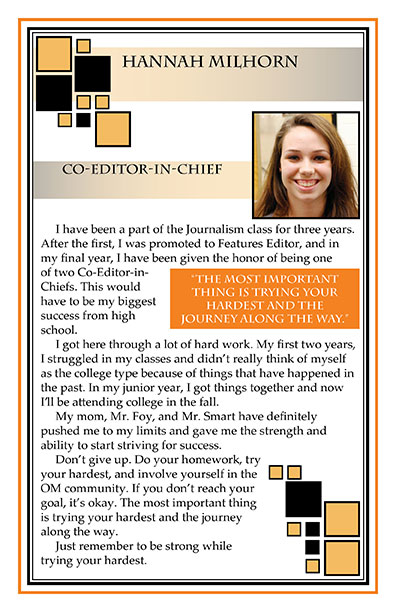 HANNAH MILHORN
CO-EDITOR-IN-CHIEF
I have been a part of the Journalism class for three years.
After the first, I was promoted to Features Editor, and in
my final year, I have been given the honor of being one
of two Co-Editor-in-
Chiefs. This would
have to be my biggest
success from high
school.
"THE MOST IMPORTANT
THING IS TRYING YOUR
HARDEST AND THE
JOURNEY ALONG THE WAY."
I got here through a lot of hard work. My first two years,
I struggled in my classes and didn't really think of myself
as the college type because of things that have happened in
the past. In my junior year, I got things together and now
I'll be attending college in the fall.
My mom, Mr. Foy, and Mr. Smart have definitely
pushed me to my limits and gave me the strength and
ability to start striving for success.
Don't give up. Do your homework, try
your hardest, and involve yourself in the
OM community. If you don't reach your
goal, it's okay. The most important thing
is trying your hardest and the journey
along the way.
Just remember to be strong while
trying your hardest.